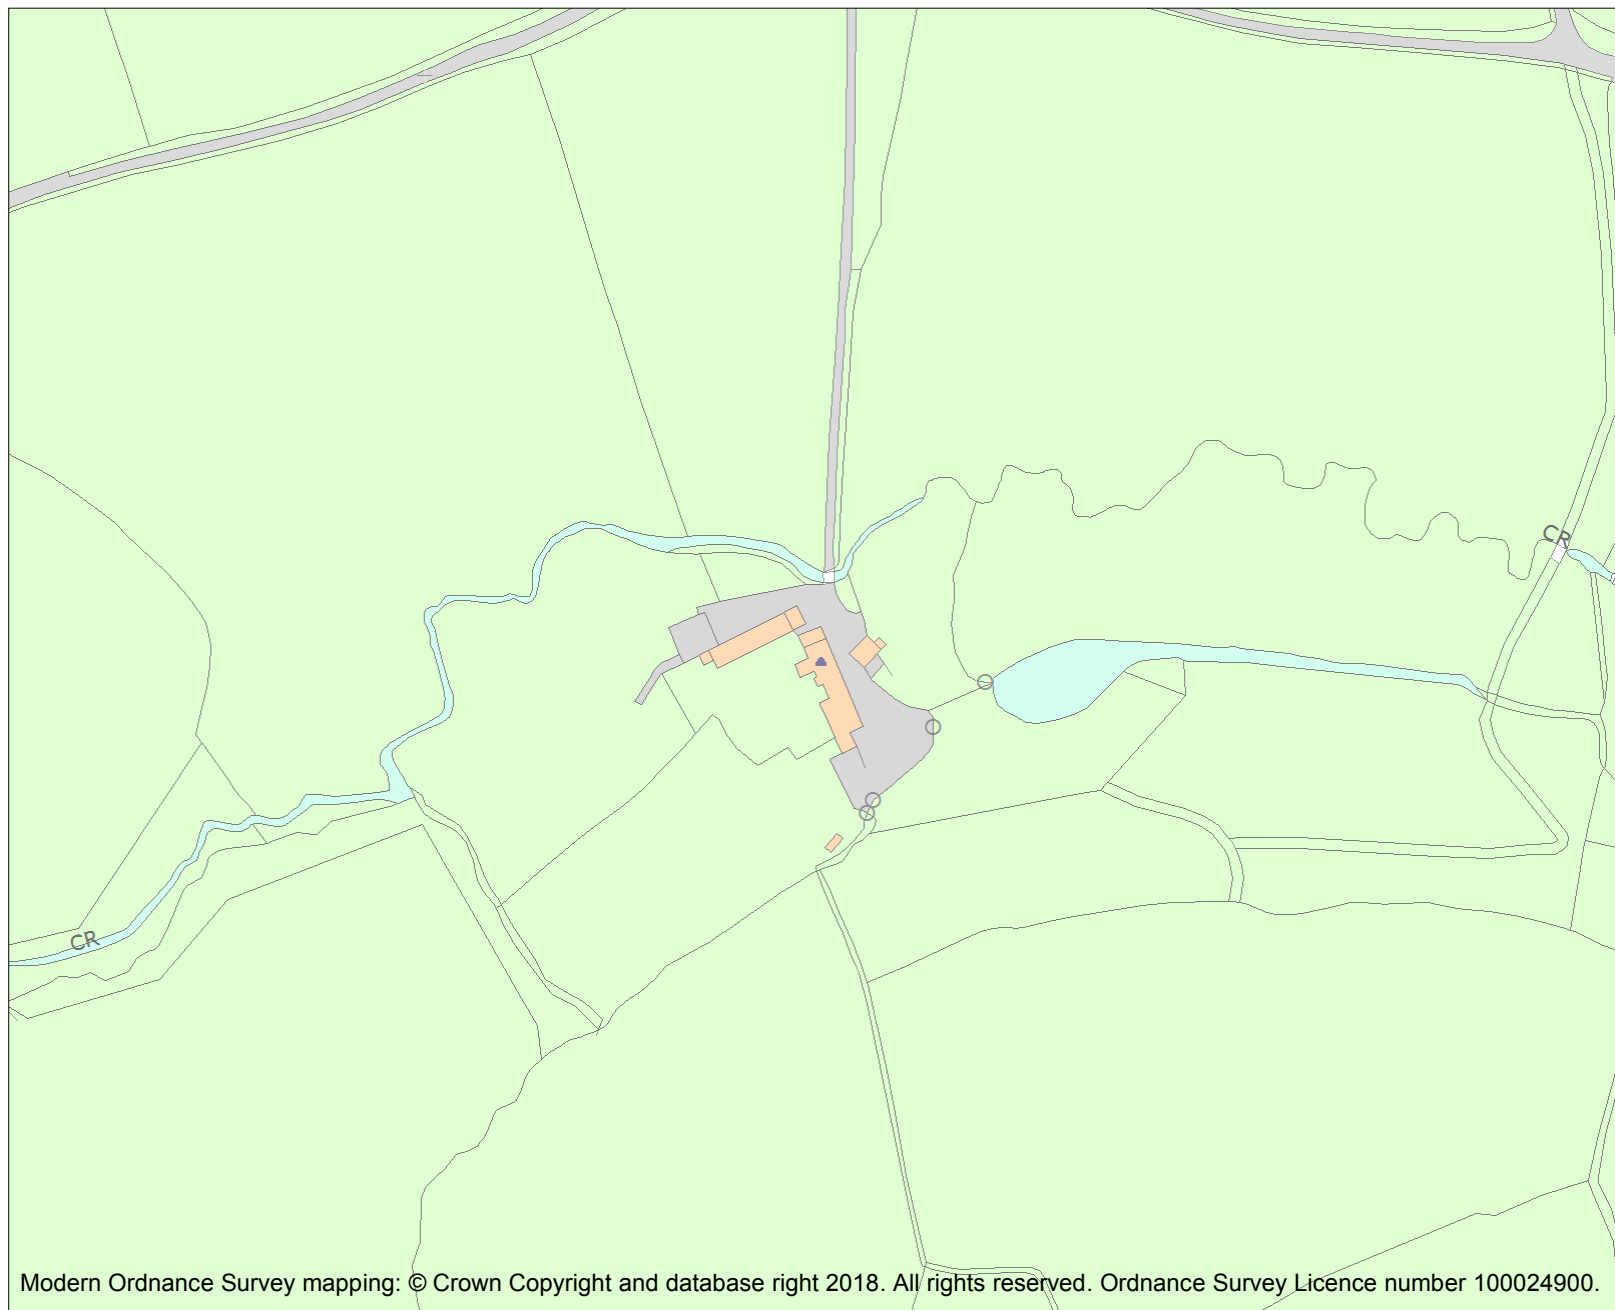 CR
CR
Modern Ordnance Survey mapping: © Crown Copyright and database right 2018. All rights reserved. Ordnance Survey Licence number 100024900.